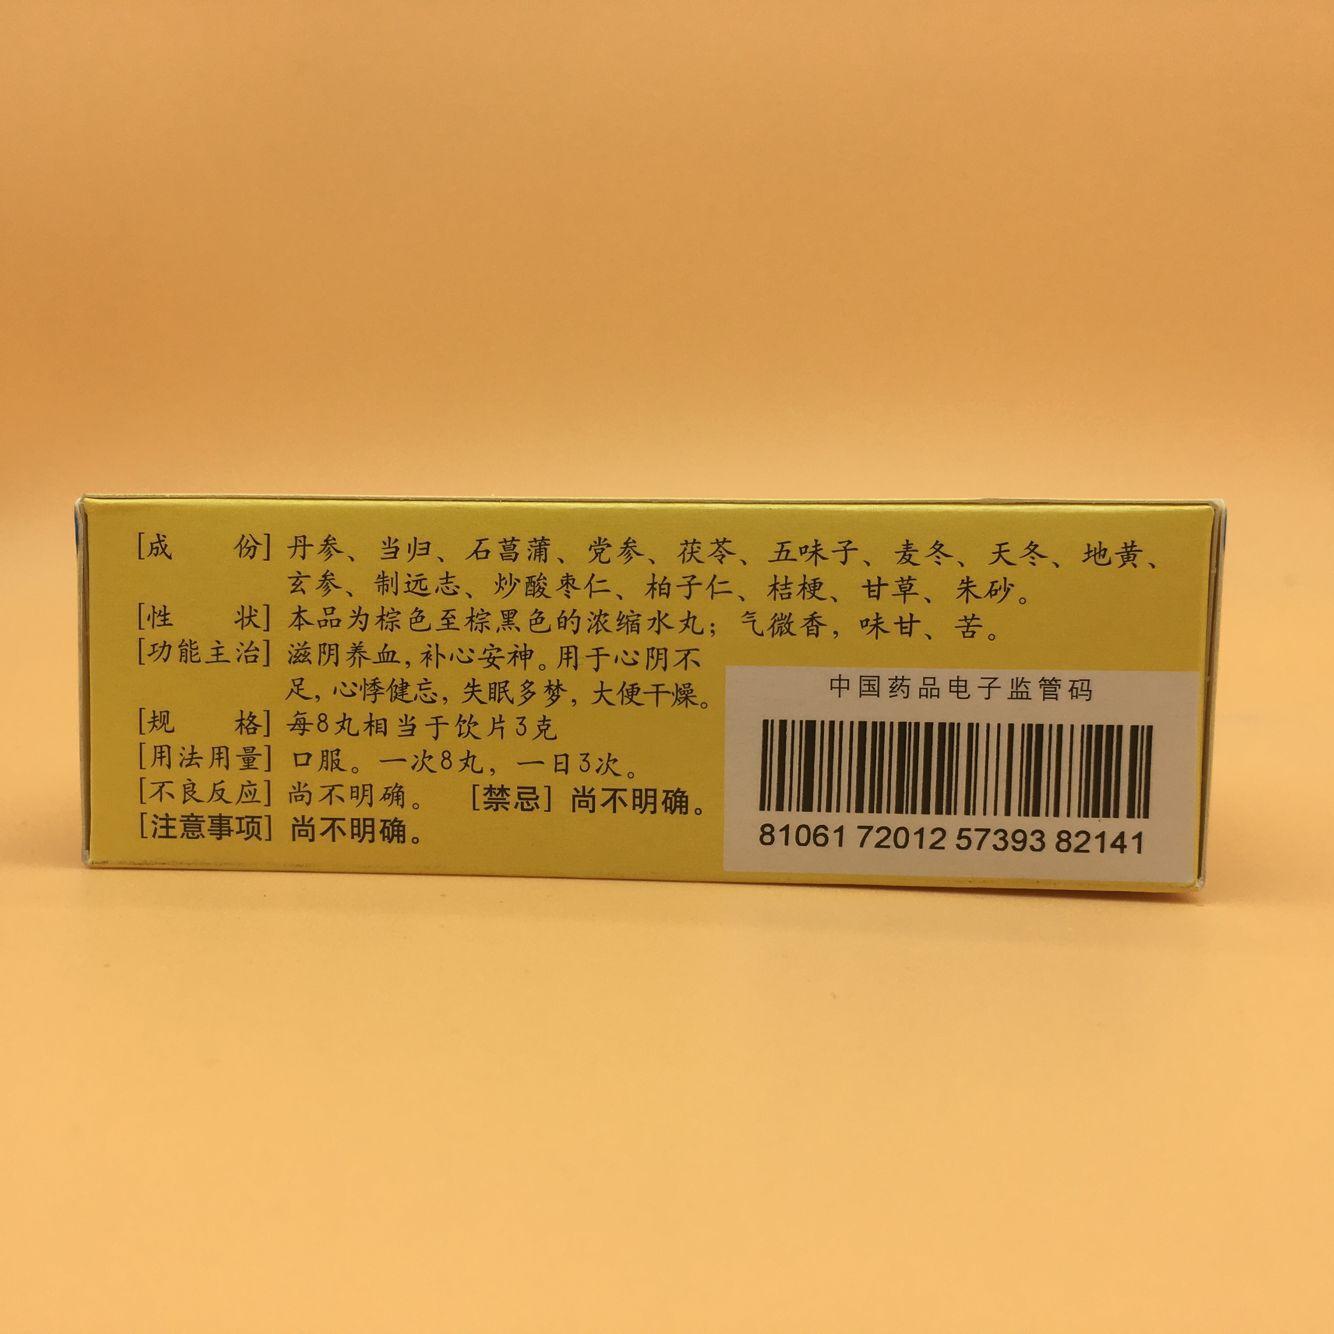 [成　　份] 丹参、当归、石菖蒲、党参、茯苓、五味子、麦冬、天冬、地黄、
玄参、制远志、炒酸枣仁、柏子仁、桔梗、甘草、朱砂。
[性　　状] 本品为棕色至棕黑色的浓缩水丸；气微香，味甘、苦。
[功能主治] 滋阴养血，补心安神。用于心阴不
足，心悸健忘，失眠多梦，大便干燥。
[规　　格] 每8丸相当于饮片3克
[用法用量] 口服。一次8丸，一日3次。
[不良反应] 尚不明确。 [禁忌] 尚不明确。
[注意事项] 尚不明确。
中国药品电子监管码
81061 72012 57393 82141